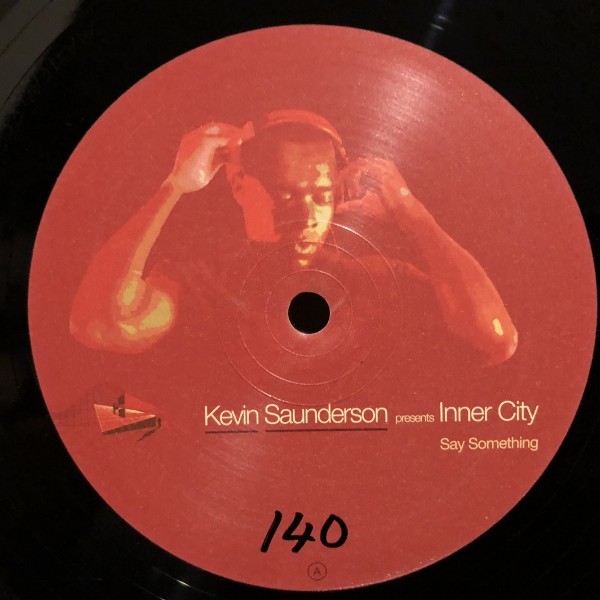 Kevin Saunderson presents Inner City
Say Something
140
A